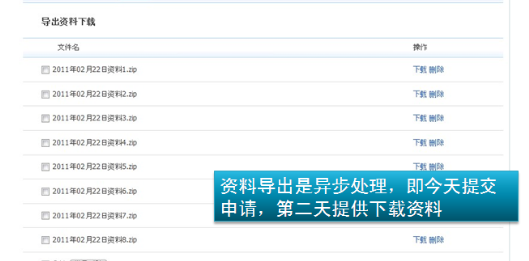 导出资料下载
文件名 操作
2011年02月22日资料1.zip 下载 删除
2011年02月22日资料2.zip 下载 删除
2011年02月22日资料3.zip 下载 删除
2011年02月22日资料4.zip 下载 删除
2011年02月22日资料5.zip 下载 删除
2011年02月22日资料6.zip
2011年02月22日资料7.zip
资料导出是异步处理，即今天提交
申请，第二天提供下载资料
2011年02月22日资料8.zip 下载 删除